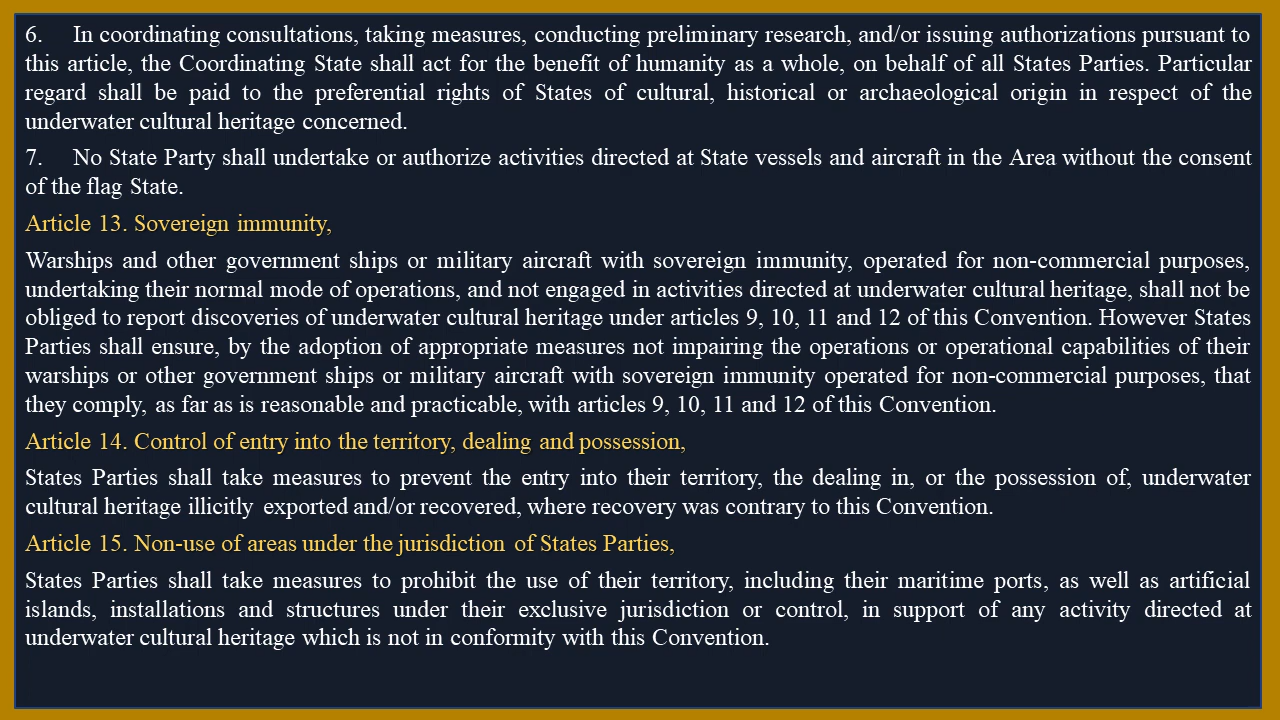 6. In coordinating consultations, taking measures, conducting preliminary research, and/or issuing authorizations pursuant to
this article, the Coordinating State shall act for the benefit of humanity as a whole, on behalf of all States Parties. Particular
regard shall be paid to the preferential rights of States of cultural, historical or archaeological origin in respect of the
underwater cultural heritage concerned.
7. No State Party shall undertake or authorize activities directed at State vessels and aircraft in the Area without the consent
of the flag State.
Article 13. Sovereign immunity,
Warships and other government ships or military aircraft with sovereign immunity, operated for non-commercial purposes,
undertaking their normal mode of operations, and not engaged in activities directed at underwater cultural heritage, shall not be
obliged to report discoveries of underwater cultural heritage under articles 9, 10, 11 and 12 of this Convention. However States
Parties shall ensure, by the adoption of appropriate measures not impairing the operations or operational capabilities of their
warships or other government ships or military aircraft with sovereign immunity operated for non-commercial purposes, that
they comply, as far as is reasonable and practicable, with articles 9, 10, 11 and 12 of this Convention.
Article 14. Control of entry into the territory, dealing and possession,
States Parties shall take measures to prevent the entry into their territory, the dealing in, or the possession of, underwater
cultural heritage illicitly exported and/or recovered, where recovery was contrary to this Convention.
Article 15. Non-use of areas under the jurisdiction of States Parties,
States Parties shall take measures to prohibit the use of their territory, including their maritime ports, as well as artificial
islands, installations and structures under their exclusive jurisdiction or control, in support of any activity directed at
underwater cultural heritage which is not in conformity with this Convention.